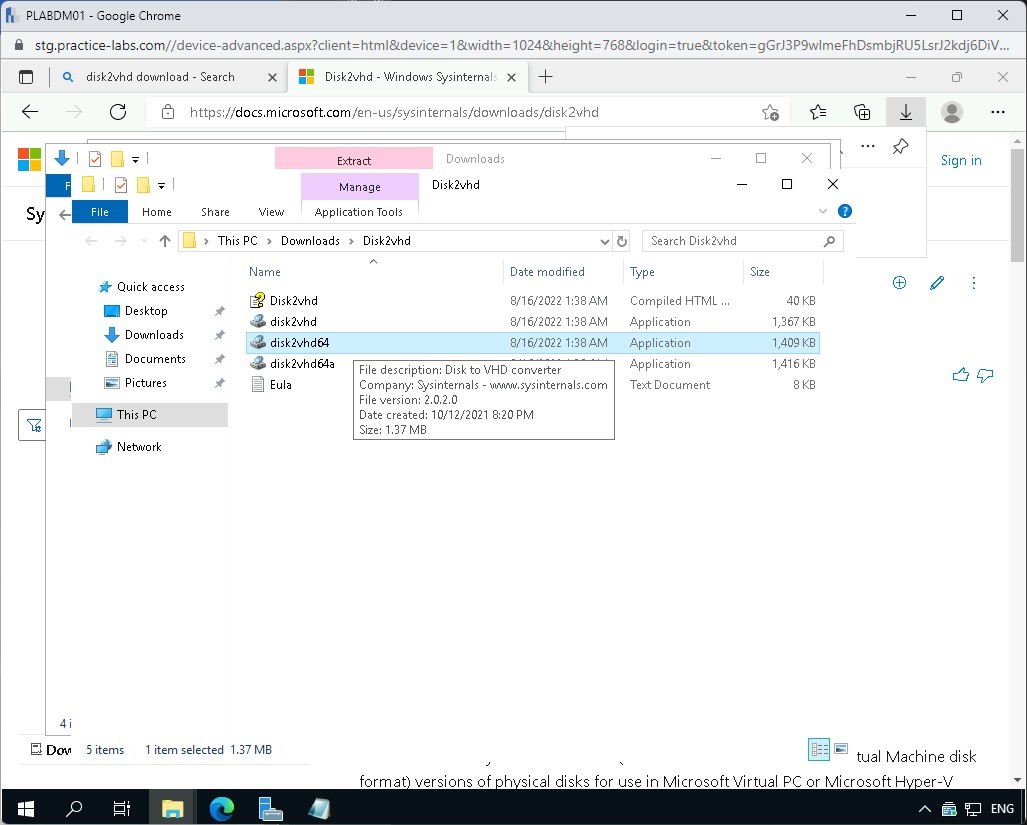 PLABDM01 - Google Chrome
stg.practice-labs.com//device-advanced.aspx?client=html&device=1&width=1024&height=768&login=true&token=gGrJ3P9wlmeFhDsmbjRU5LsrJ2kdj6DiV...
disk2vhd download - Search
Disk2vhd - Windows Sysinternals
https://docs.microsoft.com/en-us/sysinternals/downloads/disk2vhd
Extract
Downloads
Sign in
F
Manage
Disk2vhd
Sy
File
Home
Share
View
Application Tools
This PC
Downloads
Disk2vhd
Search Disk2vhd
Name
Date modified
Type
Size
Quick access
Desktop
Downloads
Documents
Pictures
This PC
Network
Disk2vhd 8/16/2022 1:38 AM Compiled HTML ... 40 KB
disk2vhd 8/16/2022 1:38 AM Application 1,367 KB
disk2vhd64 8/16/2022 1:38 AM Application 1,409 KB
disk2vhd64a Application 1,416 KB
Eula Text Document 8 KB
File description: Disk to VHD converter
Company: Sysinternals - www.sysinternals.com
File version: 2.0.2.0
Date created: 10/12/2021 8:20 PM
Size: 1.37 MB
4 i
Dow
5 items
1 item selected 1.37 MB
tual Machine disk
format) versions of physical disks for use in Microsoft Virtual PC or Microsoft Hyper-V
ENG